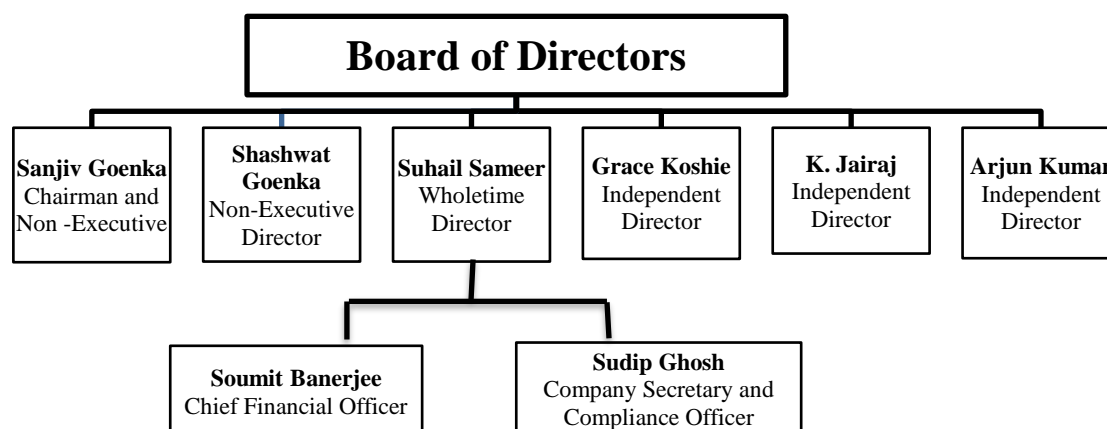 Board of Directors
Sanjiv Goenka
Chairman and
Non -Executive
Shashwat
Goenka
Non-Executive
Director
Suhail Sameer
Wholetime
Director
Grace Koshie
Independent
Director
K. Jairaj
Independent
Director
Arjun Kumar
Independent
Director
Soumit Banerjee
Chief Financial Officer
Sudip Ghosh
Company Secretary and
Compliance Officer